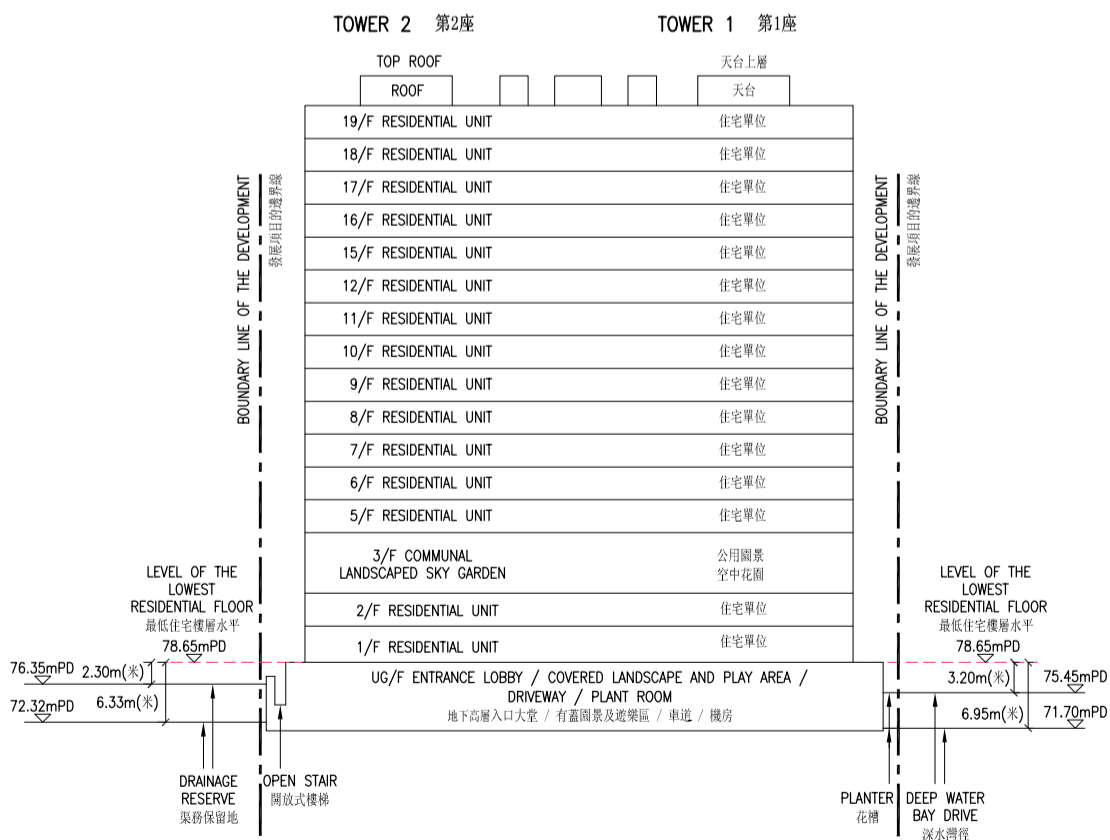 TOWER 2 第2座
TOWER 1 第1座
TOP ROOF
天台上層
ROOF
天台
19/F RESIDENTIAL UNIT 住宅單位
18/F RESIDENTIAL UNIT 住宅單位
17/F RESIDENTIAL UNIT 住宅單位
16/F RESIDENTIAL UNIT 住宅單位
15/F RESIDENTIAL UNIT 住宅單位
12/F RESIDENTIAL UNIT 住宅單位
11/F RESIDENTIAL UNIT 住宅單位
10/F RESIDENTIAL UNIT 住宅單位
9/F RESIDENTIAL UNIT 住宅單位
8/F RESIDENTIAL UNIT 住宅單位
7/F RESIDENTIAL UNIT 住宅單位
6/F RESIDENTIAL UNIT 住宅單位
5/F RESIDENTIAL UNIT 住宅單位
3/F COMMUNAL
LANDSCAPED SKY GARDEN
公用園景
空中花園
2/F RESIDENTIAL UNIT 住宅單位
1/F RESIDENTIAL UNIT 住宅單位
UG/F ENTRANCE LOBBY / COVERED LANDSCAPE AND PLAY AREA /
DRIVEWAY / PLANT ROOM
地下高層入口大堂 / 有蓋園景及遊樂區 / 車道 / 機房
BOUNDARY LINE OF THE DEVELOPMENT
發展項目的邊界線
BOUNDARY LINE OF THE DEVELOPMENT
發展項目的邊界線
LEVEL OF THE
LOWEST
RESIDENTIAL FLOOR
最低住宅樓層水平
78.65mPD
76.35mPD
2.30m(米)
72.32mPD
6.33m(米)
DRAINAGE
RESERVE
渠務保留地
OPEN STAIR
開放式樓梯
LEVEL OF THE
LOWEST
RESIDENTIAL FLOOR
最低住宅樓層水平
78.65mPD
3.20m(米)
75.45mPD
6.95m(米)
71.70mPD
PLANTER
花槽
DEEP WATER
BAY DRIVE
深水灣徑